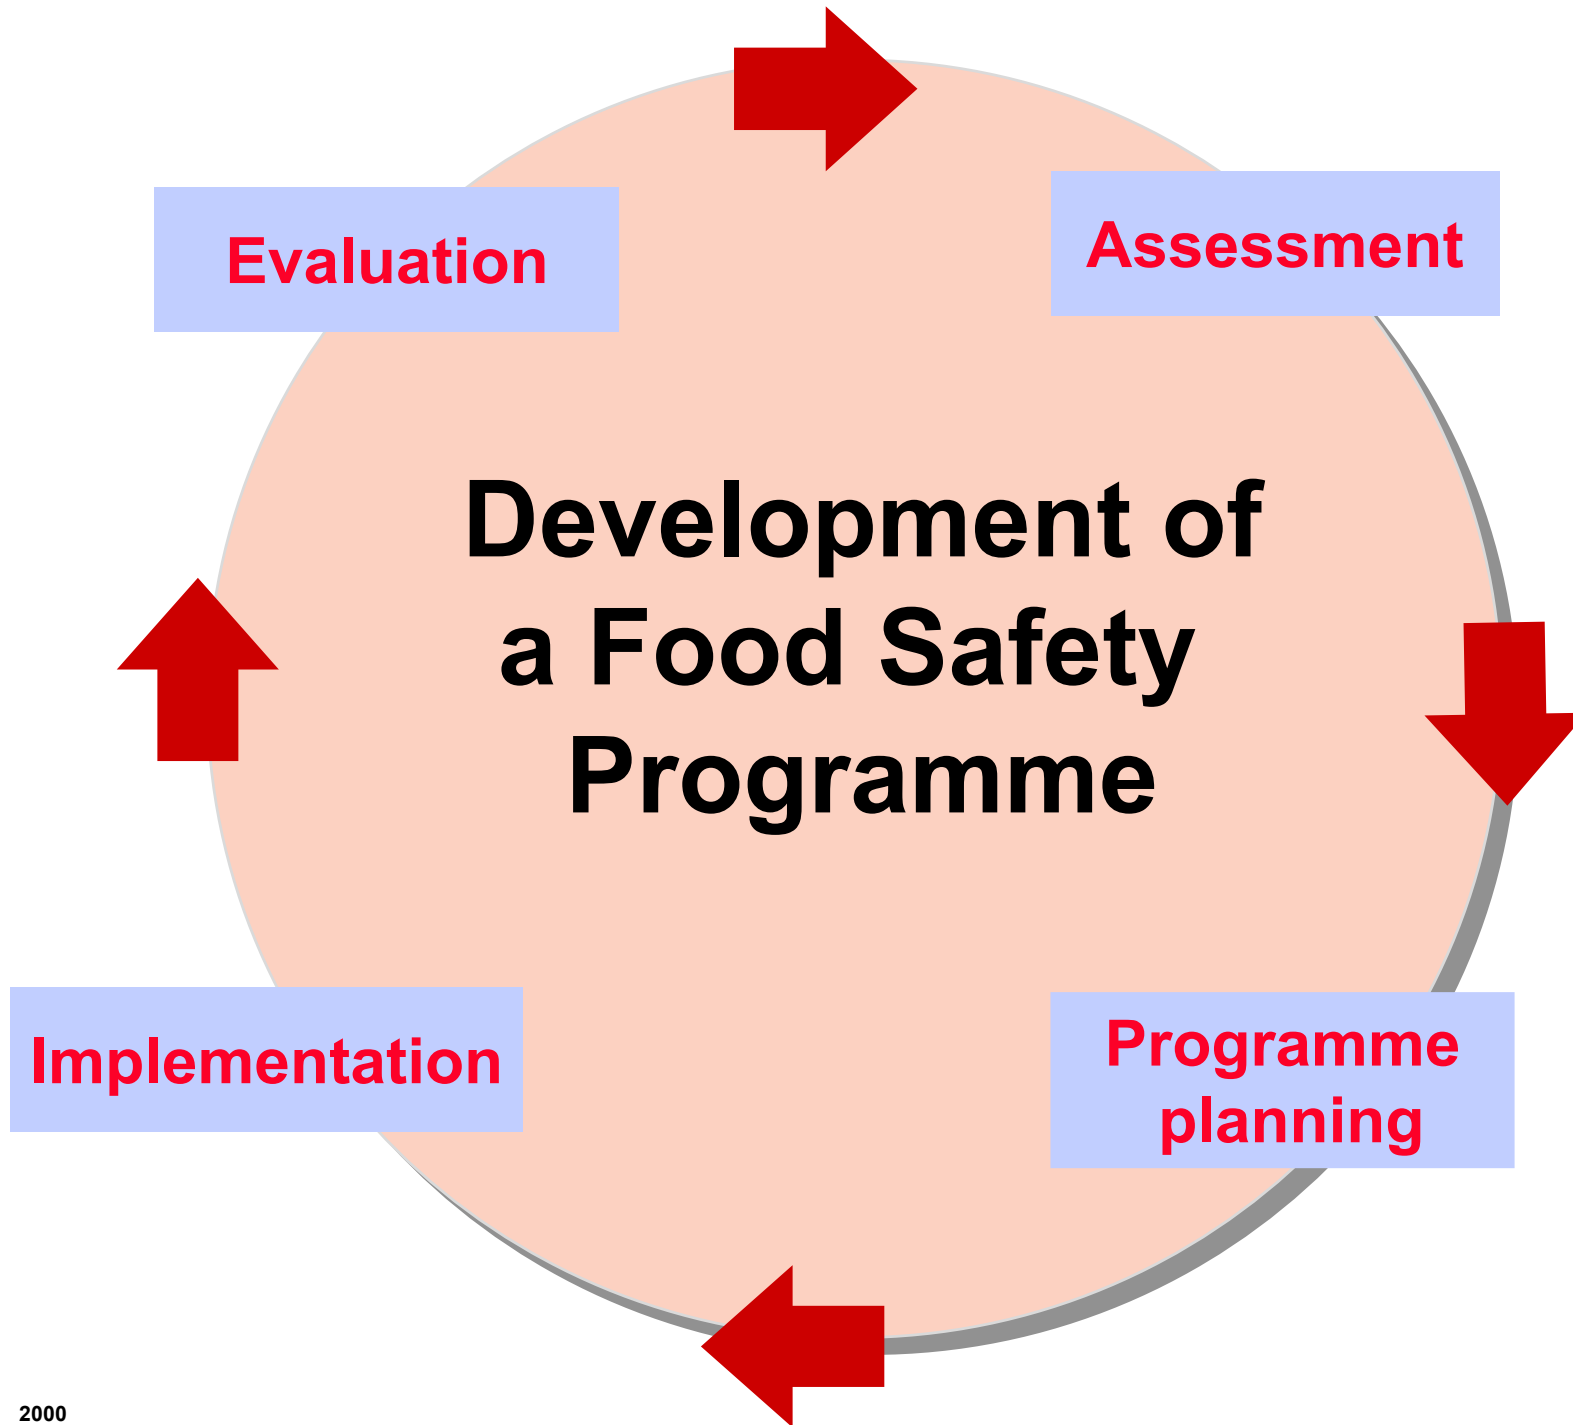 Evaluation
Assessment
Development of
a Food Safety
Programme
Implementation
Programme
planning
2000